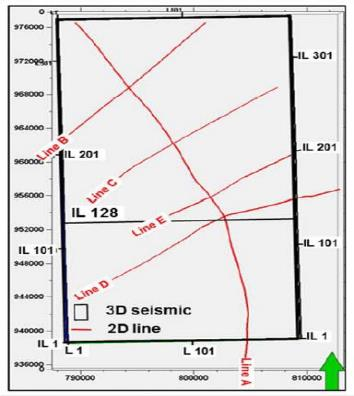 976000
972000
968000
964000
960000
956000
952000
948000
944000
940000
936000
IL 301
IL 201
IL 201
IL 128
IL 101
IL 101
IL 1
IL 1
L 1
L 101
Line B
Line C
Line E
Line D
Line A
3D seismic
2D line
790000
800000
810000